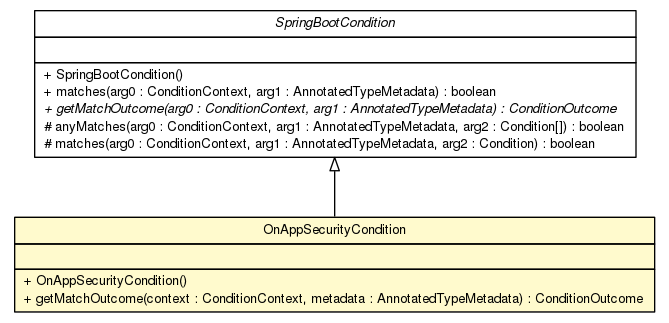 SpringBootCondition
+ SpringBootCondition()
+ matches(arg0 : ConditionContext, arg1 : AnnotatedTypeMetadata) : boolean
+ getMatchOutcome(arg0 : ConditionContext, arg1 : AnnotatedTypeMetadata) : ConditionOutcome
# anyMatches(arg0 : ConditionContext, arg1 : AnnotatedTypeMetadata, arg2 : Condition[]) : boolean
# matches(arg0 : ConditionContext, arg1 : AnnotatedTypeMetadata, arg2 : Condition) : boolean
OnAppSecurityCondition
+ OnAppSecurityCondition()
+ getMatchOutcome(context : ConditionContext, metadata : AnnotatedTypeMetadata) : ConditionOutcome